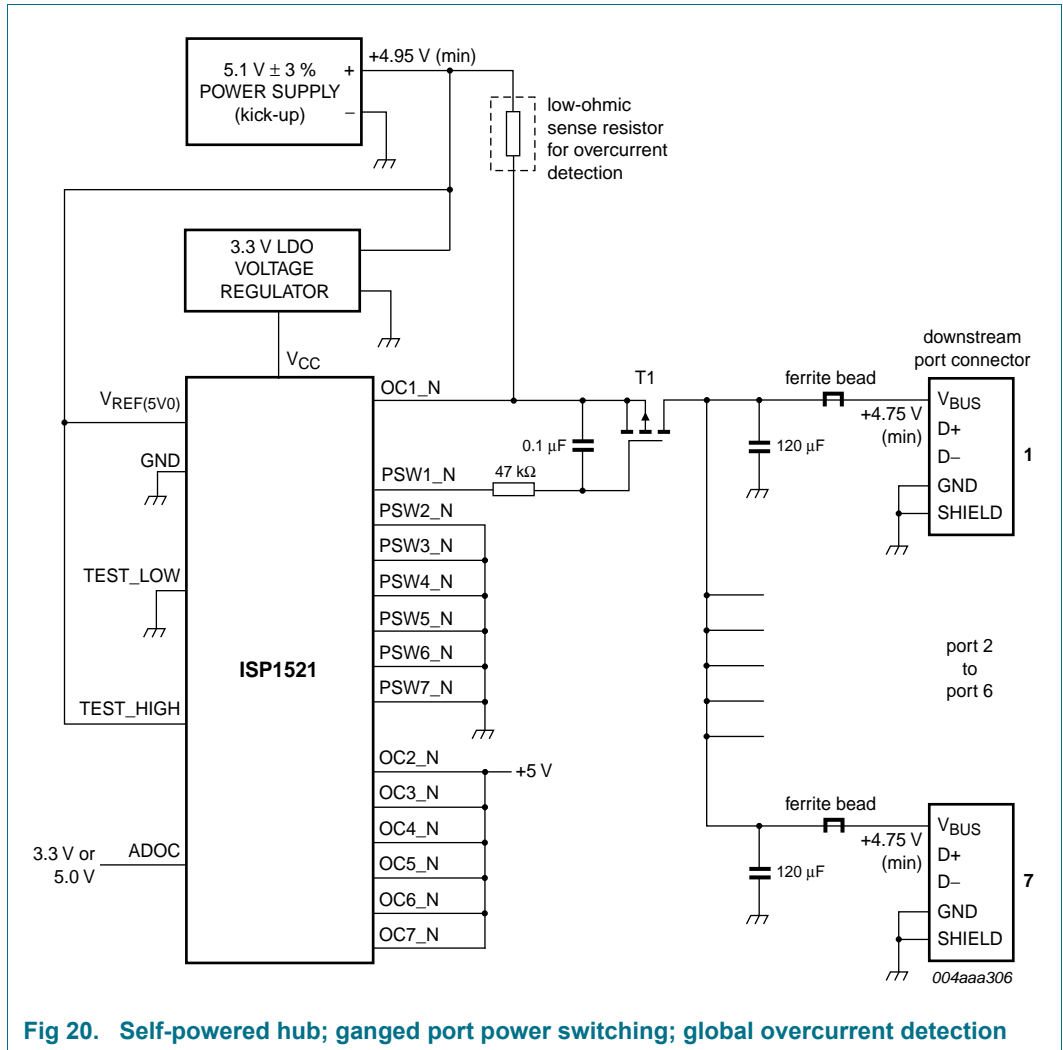 +4.95 V (min)
5.1 V ± 3 %
POWER SUPPLY
(kick-up)
+
−
low-ohmic
sense resistor
for overcurrent
detection
3.3 V LDO
VOLTAGE
REGULATOR
VCC
downstream
port connector
OC1_N
T1
ferrite bead
VREF(5V0)
VBUS
+4.75 V
(min)
D+
D−
GND
SHIELD
1
0.1 μF
120 μF
GND
PSW1_N
47 kΩ
PSW2_N
PSW3_N
TEST_LOW
PSW4_N
PSW5_N
ISP1521
PSW6_N
PSW7_N
port 2
to
port 6
TEST_HIGH
OC2_N
+5 V
OC3_N
OC4_N
OC5_N
OC6_N
OC7_N
3.3 V or
5.0 V
ADOC
ferrite bead
VBUS
+4.75 V
(min)
D+
D−
GND
SHIELD
7
120 μF
004aaa306
Fig 20. Self-powered hub; ganged port power switching; global overcurrent detection